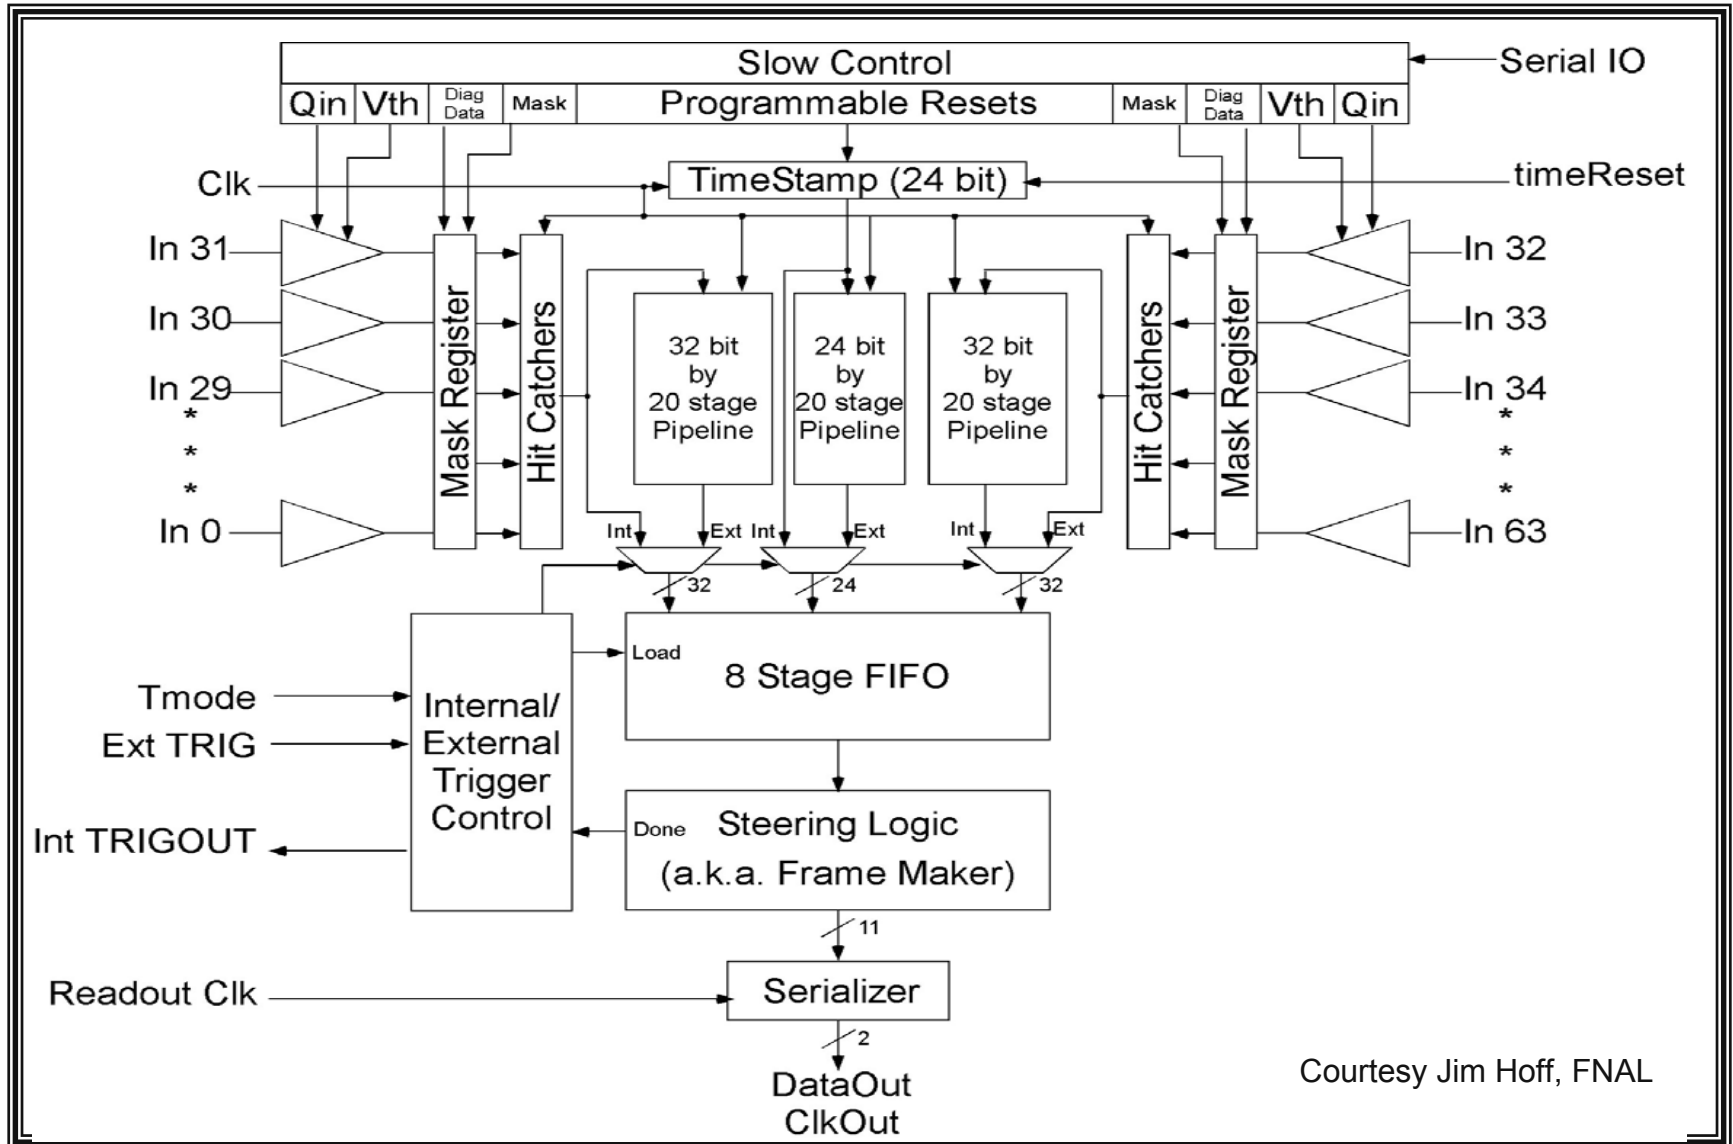 Slow Control
Serial IO
Qin
Vth
Diag
Data
Mask
Programmable Resets
Mask
Diag
Data
Vth
Qin
Clk
TimeStamp (24 bit)
timeReset
In 31
In 30
In 29
*
*
*
In 0
Mask Register
Hit Catchers
32 bit
by
20 stage
Pipeline
24 bit
by
20 stage
Pipeline
32 bit
by
20 stage
Pipeline
Hit Catchers
Mask Register
In 32
In 33
In 34
*
*
*
In 63
Int
Ext
Int
Ext
Int
Ext
32
24
32
Load
8 Stage FIFO
Tmode
Ext TRIG
Int TRIGOUT
Internal/
External
Trigger
Control
Done
Steering Logic
(a.k.a. Frame Maker)
11
Readout Clk
Serializer
2
DataOut
ClkOut
Courtesy Jim Hoff, FNAL